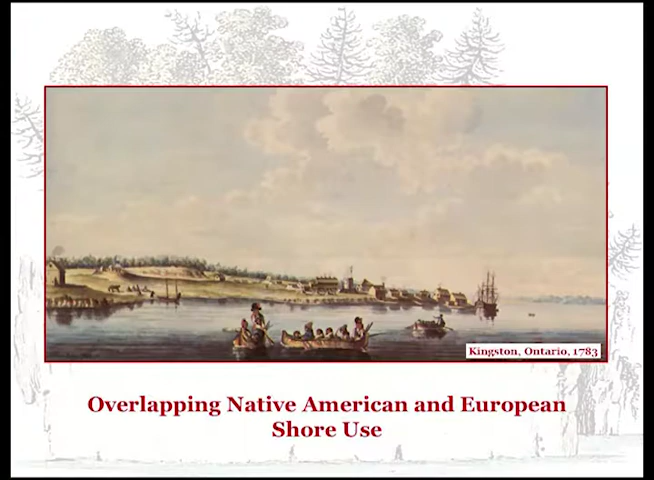 Kingston, Ontario, 1783
Overlapping Native American and European
Shore Use